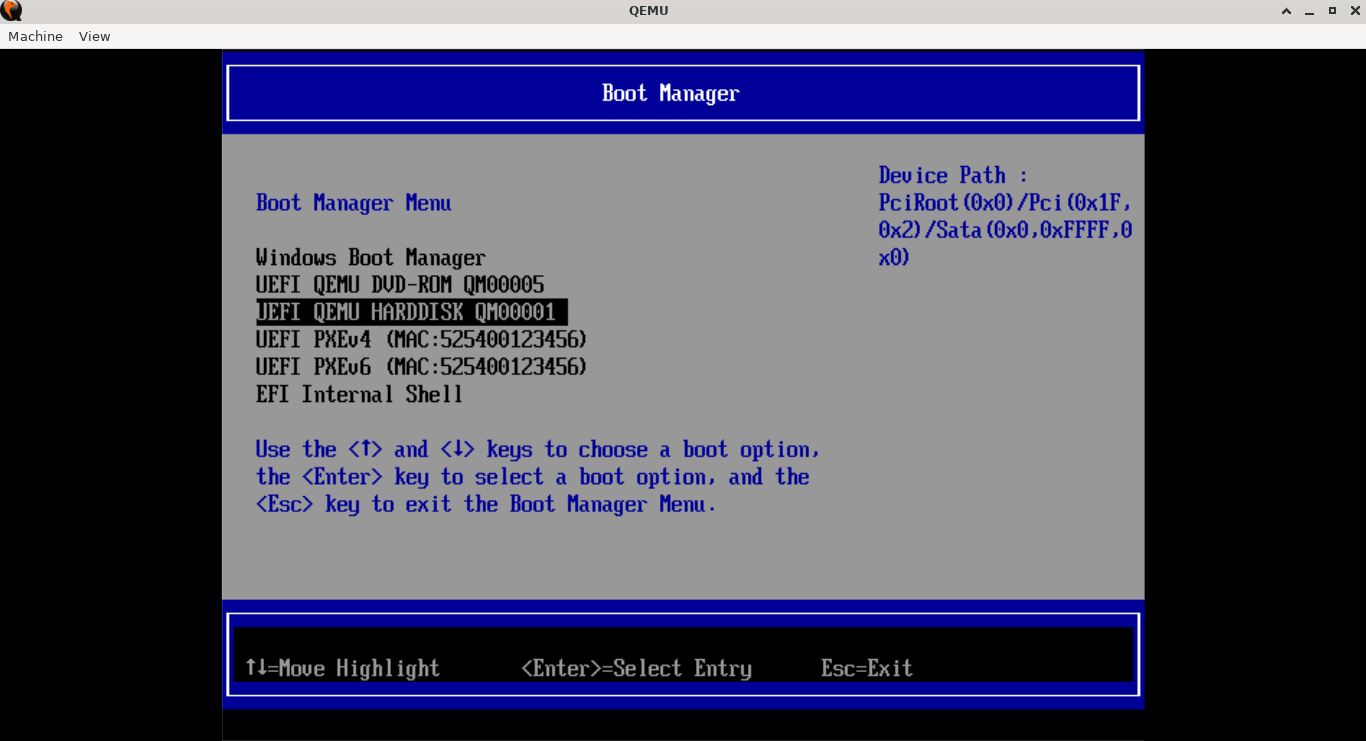 QEMU
Machine View
Boot Manager
Device Path :
PciRoot(0x0)/Pci(0x1F,
0x2)/Sata(0x0,0xFFFF,0
x0)
Boot Manager Menu
Windows Boot Manager
UEFI QEMU DVD-ROM QM00005
UEFI QEMU HARDDISK QM00001
UEFI PXEv4 (MAC:525400123456)
UEFI PXEv6 (MAC:525400123456)
EFI Internal Shell
Use the <↑> and <↓> keys to choose a boot option,
the <Enter> key to select a boot option, and the
<Esc> key to exit the Boot Manager Menu.
↑↓=Move Highlight <Enter>=Select Entry Esc=Exit